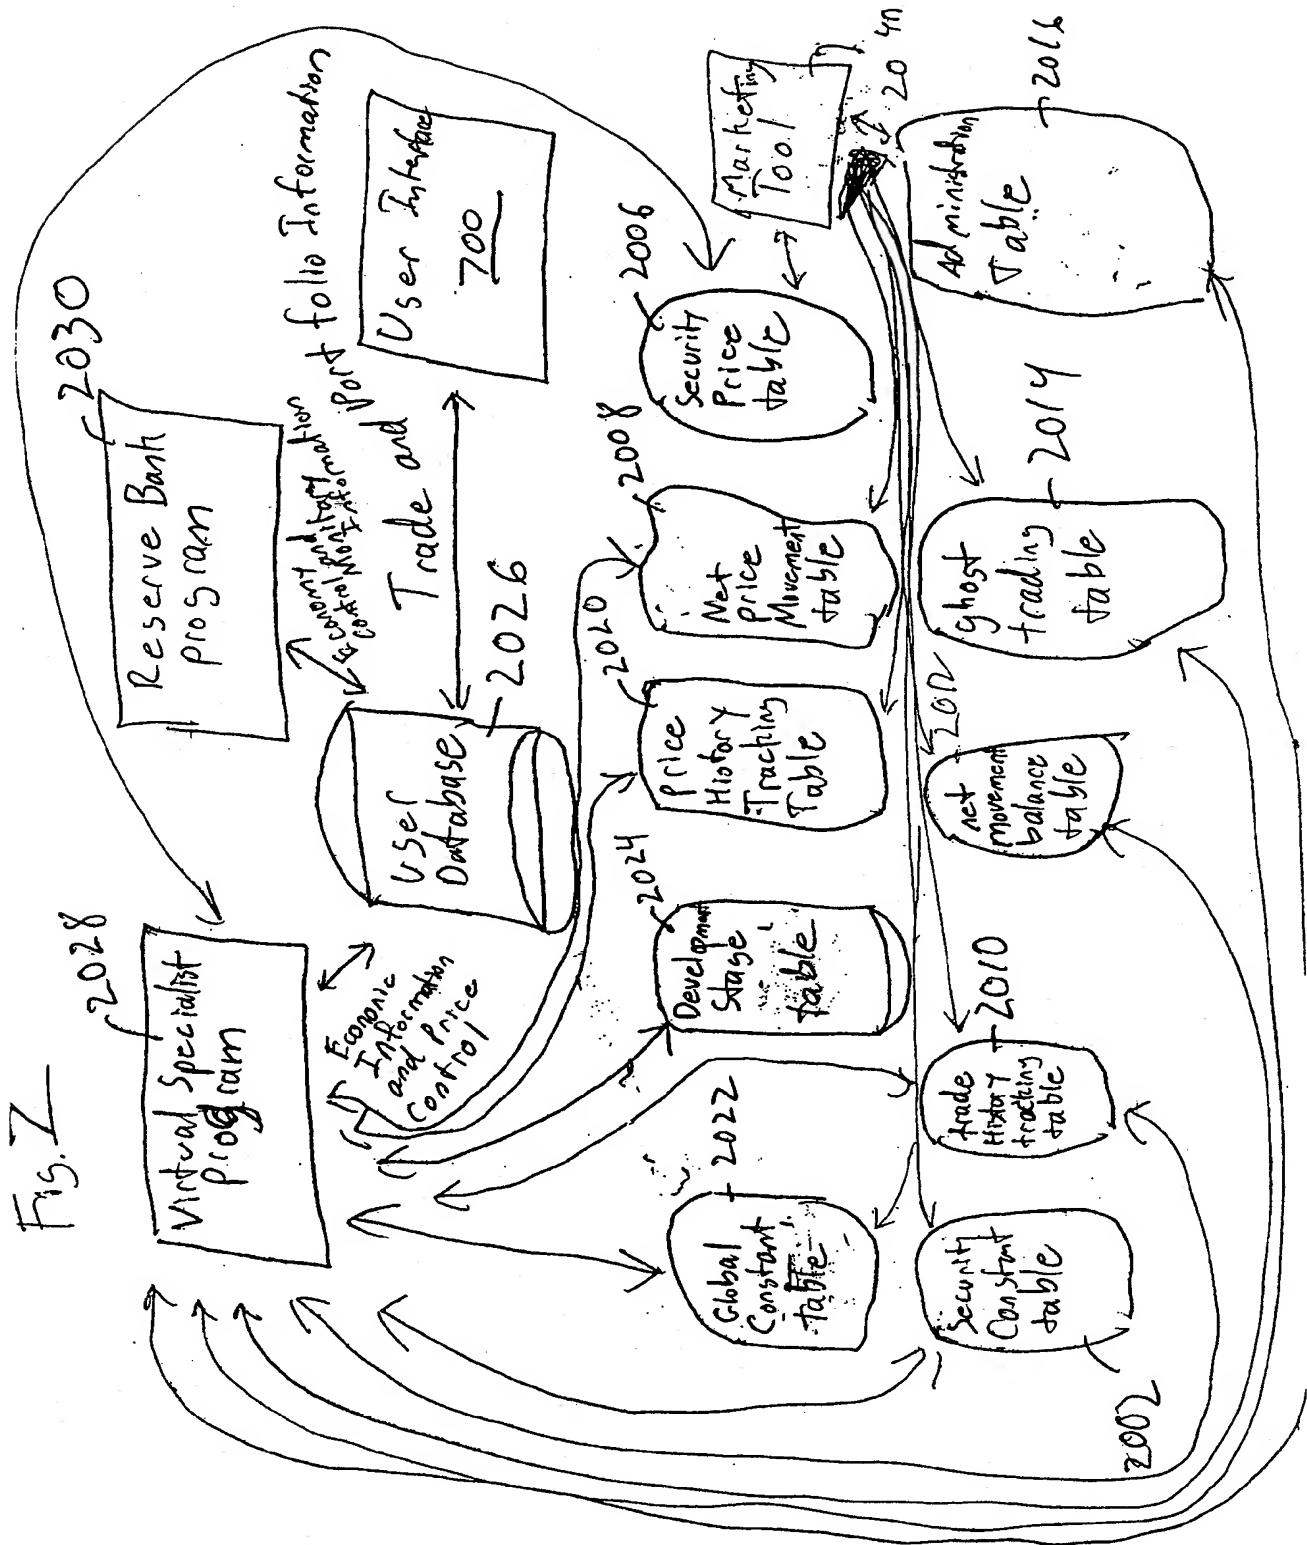 Fig. 2
2028
Virtual Specialist
Program
2030
Reserve Bank
Program
Economy and
control Monitary
control Information
Economic
Information
and Price
control
User
Database
2026
Trade and Portfolio Information
User Interface
700
2022
Global
Constant
table
2024
Development
Stage
table
2020
Price
History
Tracking
Table
2008
Net
Price
Movement
table
2006
Security
Price
table
Marketing
Tool
2002
Security
Constant
table
2010
trade
History
tracking
table
2012
net
movement
balance
table
2014
ghost
trading
table
2016
Administration
Table